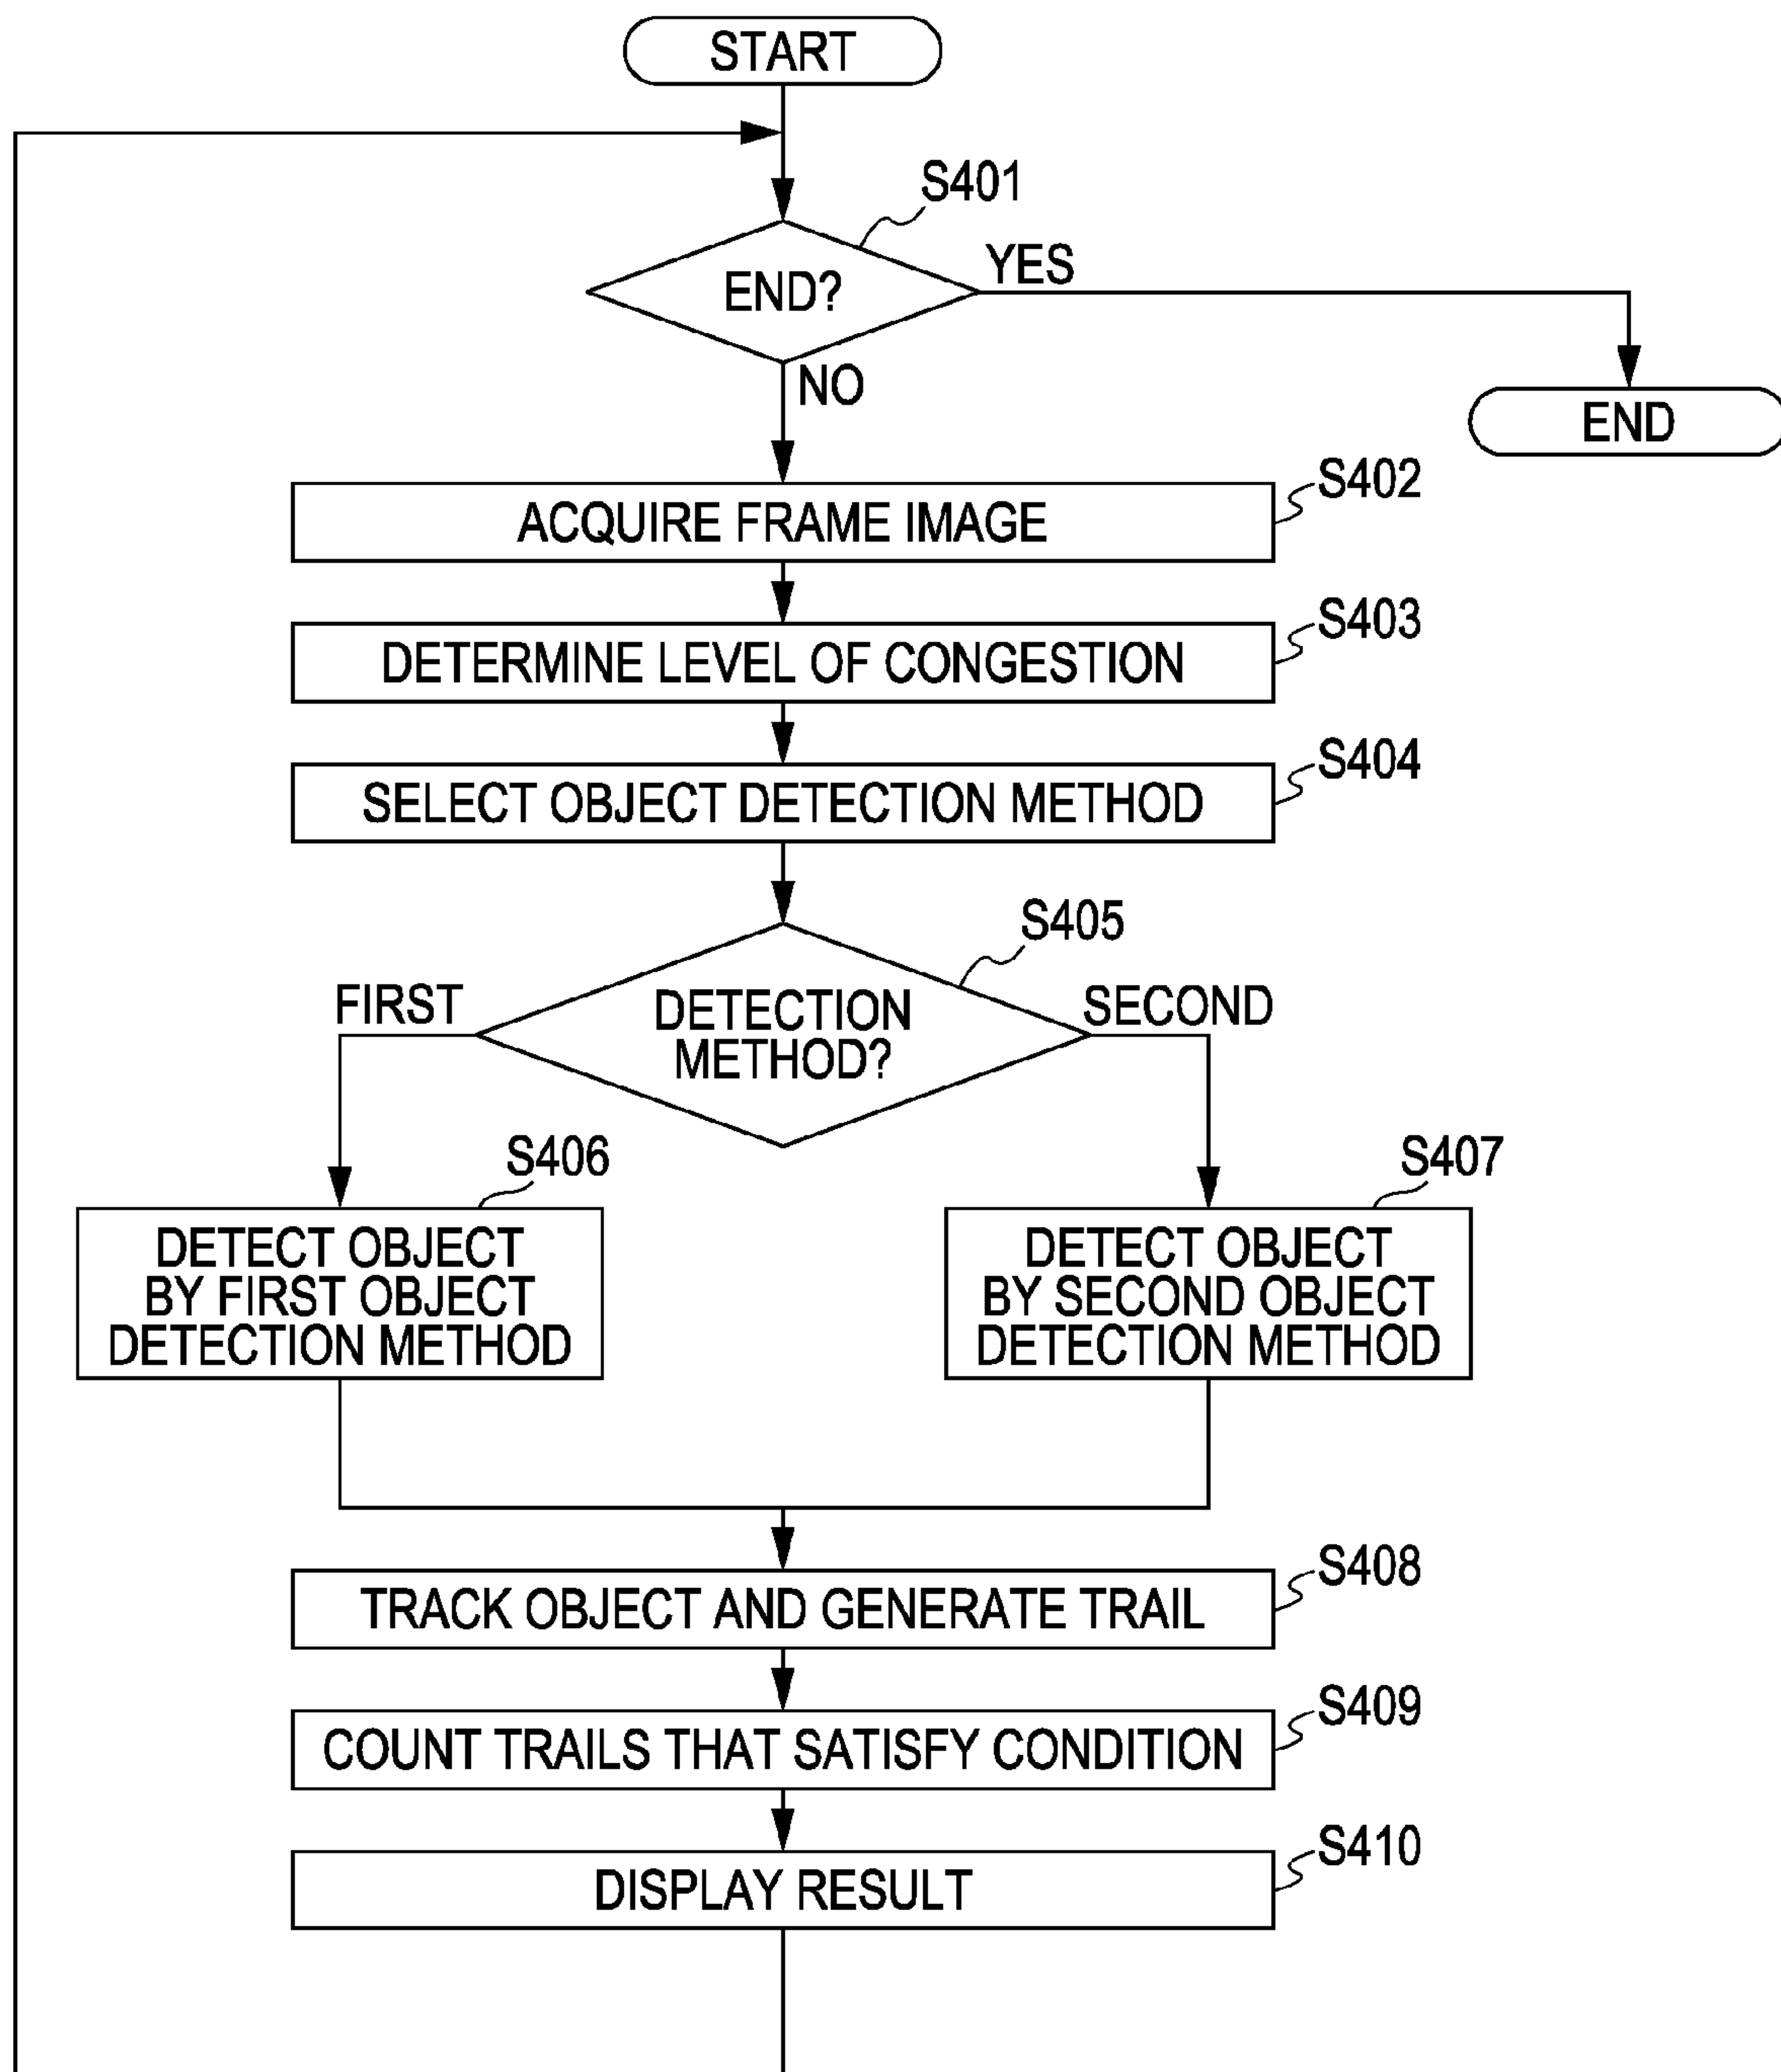 START
S401
END?
YES
NO
END
S402
ACQUIRE FRAME IMAGE
S403
DETERMINE LEVEL OF CONGESTION
S404
SELECT OBJECT DETECTION METHOD
S405
FIRST
DETECTION
METHOD?
SECOND
S406
DETECT OBJECT
BY FIRST OBJECT
DETECTION METHOD
S407
DETECT OBJECT
BY SECOND OBJECT
DETECTION METHOD
S408
TRACK OBJECT AND GENERATE TRAIL
S409
COUNT TRAILS THAT SATISFY CONDITION
S410
DISPLAY RESULT